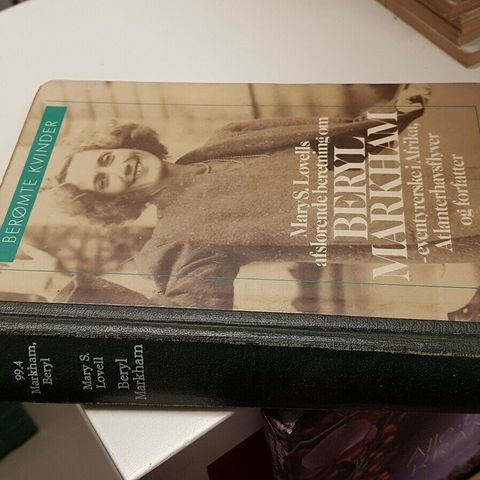 BERØMTE KVINDER
Mary S. Lovells
afslørende beretning om
BERYL
MARKHAM
- eventyrerske i Afrika,
Atlanterhavsflyver
og forfatter
99.4
Markham,
Beryl
Mary S.
Lovell
Beryl
Markham